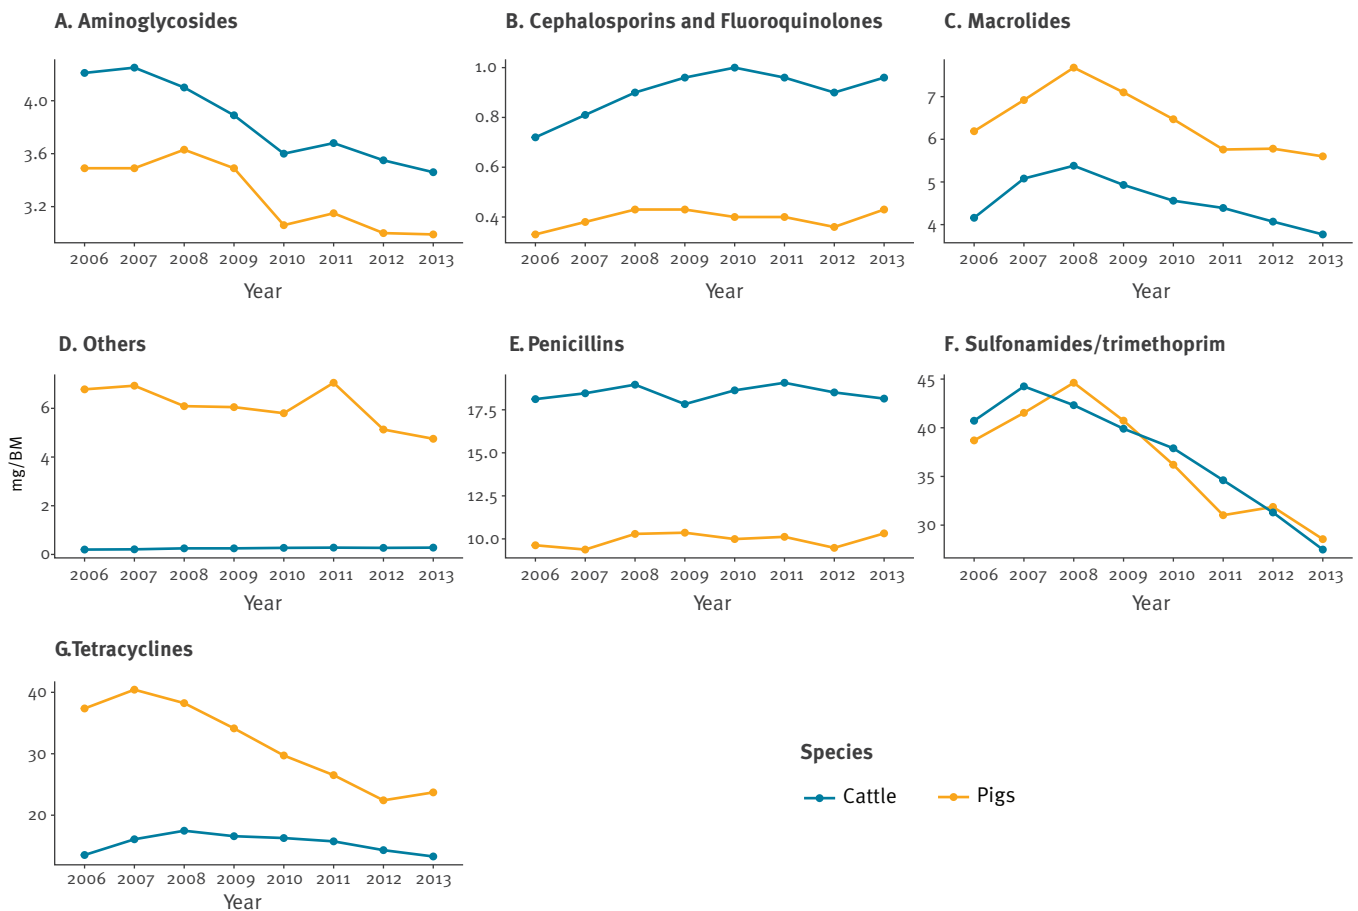 A. Aminoglycosides
4.0
3.6
3.2
2006 2007 2008 2009 2010 2011 2012 2013
Year
B. Cephalosporins and Fluoroquinolones
1.0
0.8
0.6
0.4
2006 2007 2008 2009 2010 2011 2012 2013
Year
C. Macrolides
7
6
5
4
2006 2007 2008 2009 2010 2011 2012 2013
Year
D. Others
mg/BM
6
4
2
0
2006 2007 2008 2009 2010 2011 2012 2013
Year
E. Penicillins
17.5
15.0
12.5
10.0
2006 2007 2008 2009 2010 2011 2012 2013
Year
F. Sulfonamides/trimethoprim
45
40
35
30
2006 2007 2008 2009 2010 2011 2012 2013
Year
G.Tetracyclines
40
30
20
2006 2007 2008 2009 2010 2011 2012 2013
Year
Species
Cattle Pigs